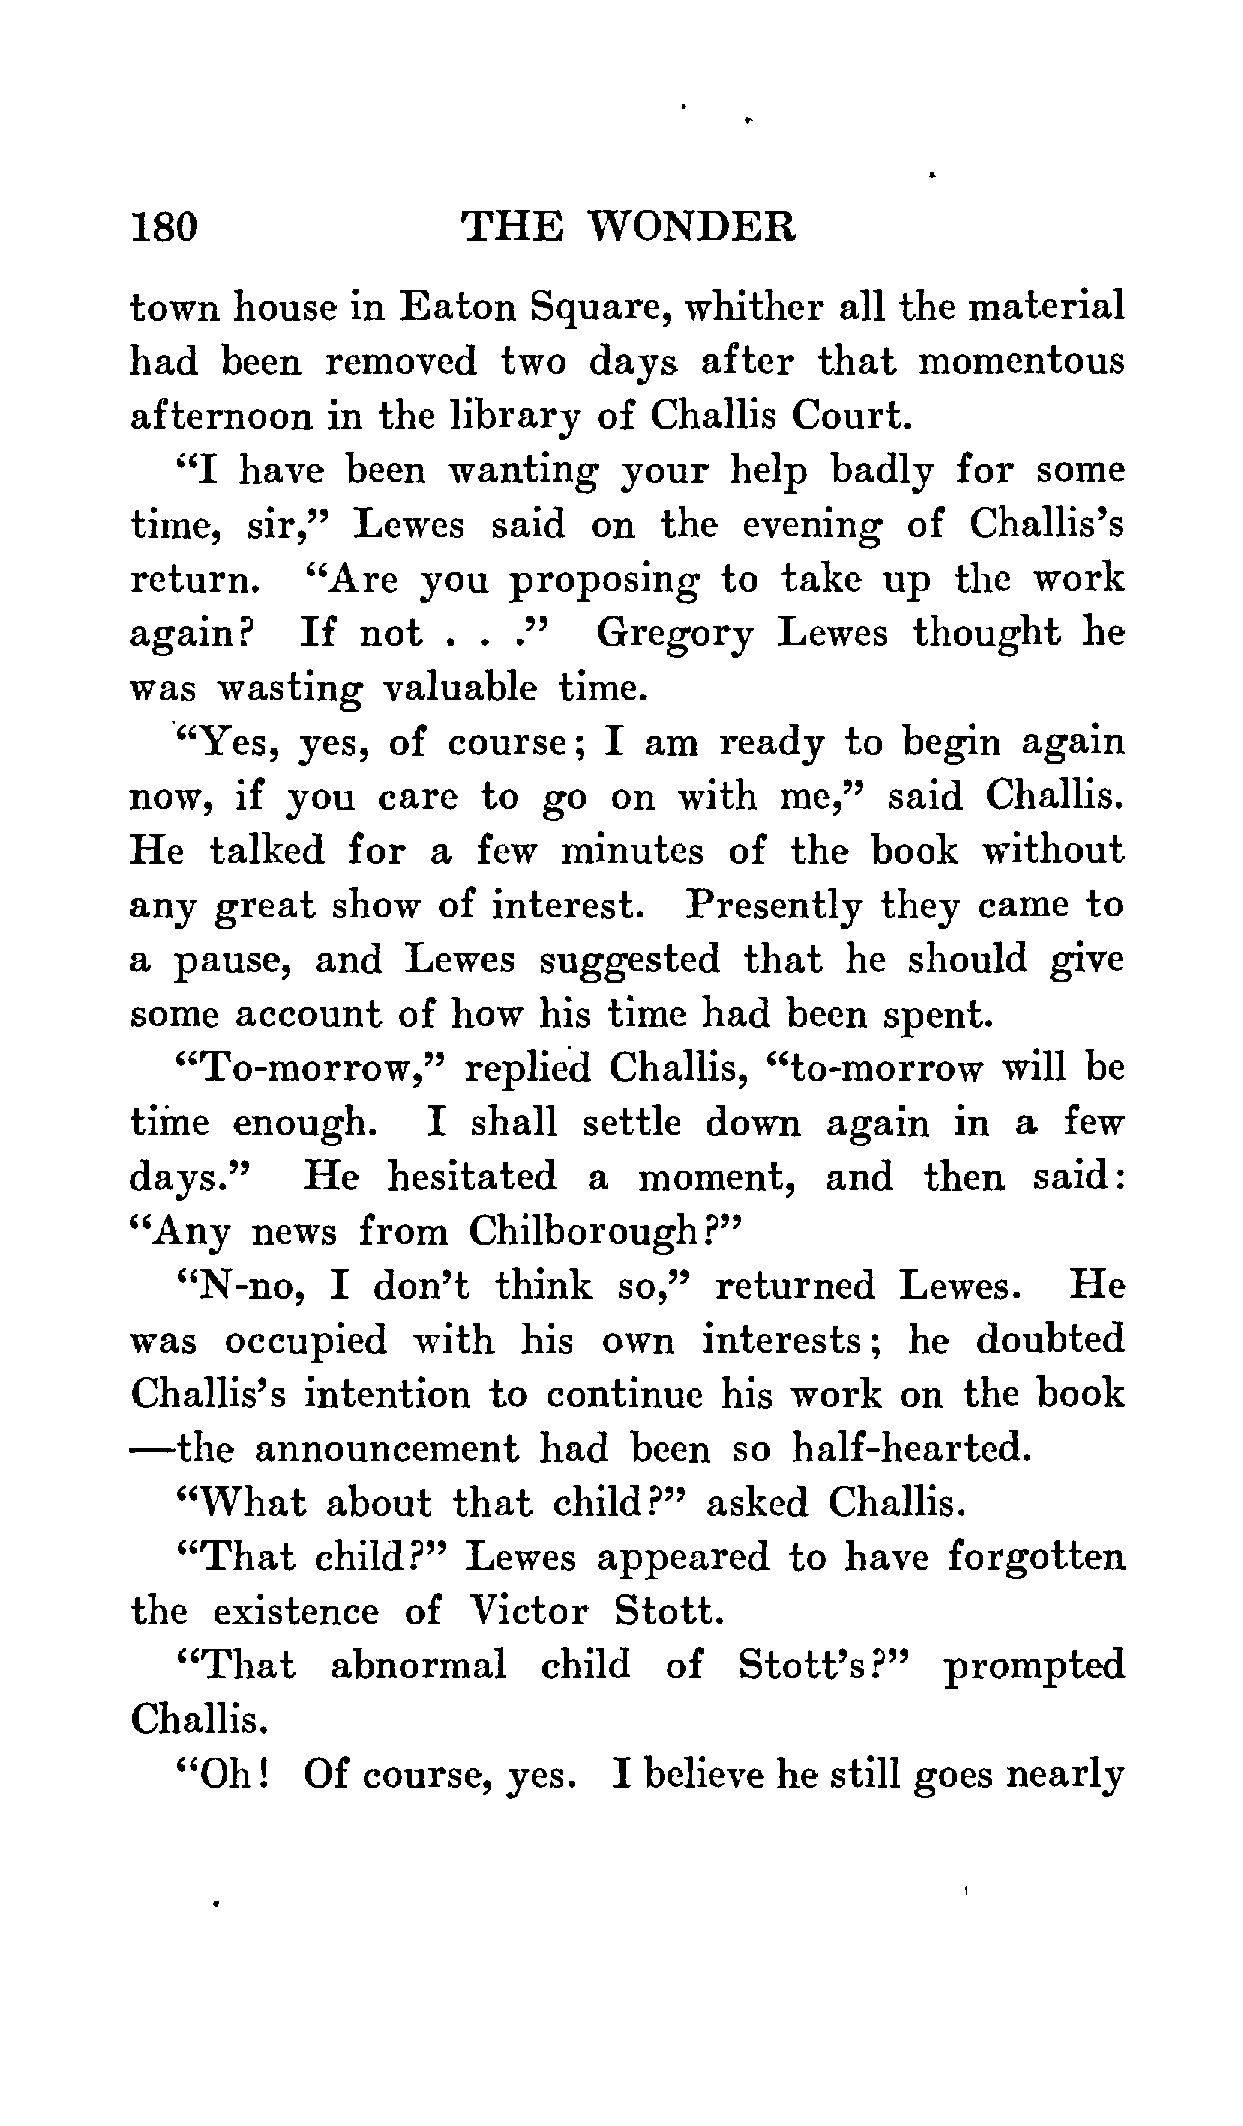 180 THE WONDER
town house in Eaton Square, whither all the material
had been removed two days after that momentous
afternoon in the library of Challis Court.
“I have been wanting your help badly for some
time, sir,” Lewes said on the evening of Challis’s
return. “Are you proposing to take up the work
again? If not . . .” Gregory Lewes thought he
was wasting valuable time.
“Yes, yes, of course; I am ready to begin again
now, if you care to go on with me,” said Challis.
He talked for a few minutes of the book without
any great show of interest. Presently they came to
a pause, and Lewes suggested that he should give
some account of how his time had been spent.
“To-morrow,” replied Challis, “to-morrow will be
time enough. I shall settle down again in a few
days.” He hesitated a moment, and then said:
“Any news from Chilborough?”
“N-no, I don’t think so,” returned Lewes. He
was occupied with his own interests; he doubted
Challis’s intention to continue his work on the book
—the announcement had been so half-hearted.
“What about that child?” asked Challis.
“That child?” Lewes appeared to have forgotten
the existence of Victor Stott.
“That abnormal child of Stott’s?” prompted
Challis.
“Oh! Of course, yes. I believe he still goes nearly